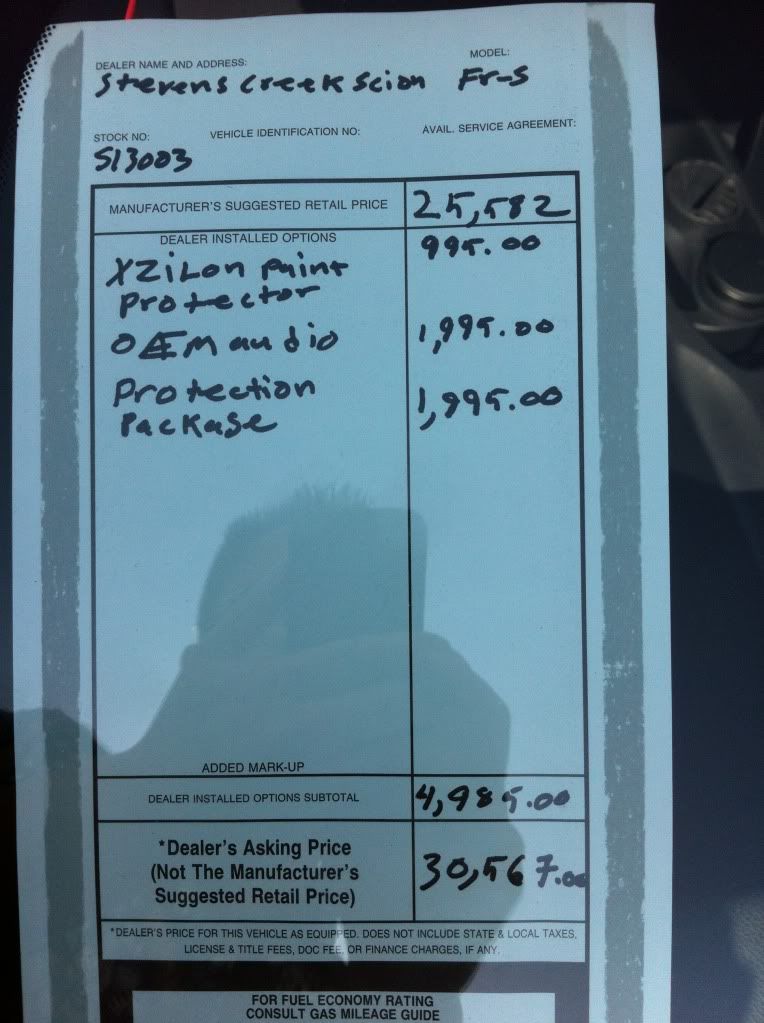 DEALER NAME AND ADDRESS:
MODEL:
Stevens Creek Scion Fr-S
STOCK NO:
VEHICLE IDENTIFICATION NO:
AVAIL. SERVICE AGREEMENT:
S13003
MANUFACTURER'S SUGGESTED RETAIL PRICE 25,582
DEALER INSTALLED OPTIONS
XZiLon Paint 995.00
Protector
OEM audio 1,995.00
Protection 1,995.00
Package
ADDED MARK-UP
DEALER INSTALLED OPTIONS SUBTOTAL 4,985.00
*Dealer's Asking Price
(Not The Manufacturer's 30,567.00
Suggested Retail Price)
*DEALER'S PRICE FOR THIS VEHICLE AS EQUIPPED. DOES NOT INCLUDE STATE & LOCAL TAXES,
LICENSE & TITLE FEES, DOC FEE, OR FINANCE CHARGES, IF ANY.
FOR FUEL ECONOMY RATING
CONSULT GAS MILEAGE GUIDE